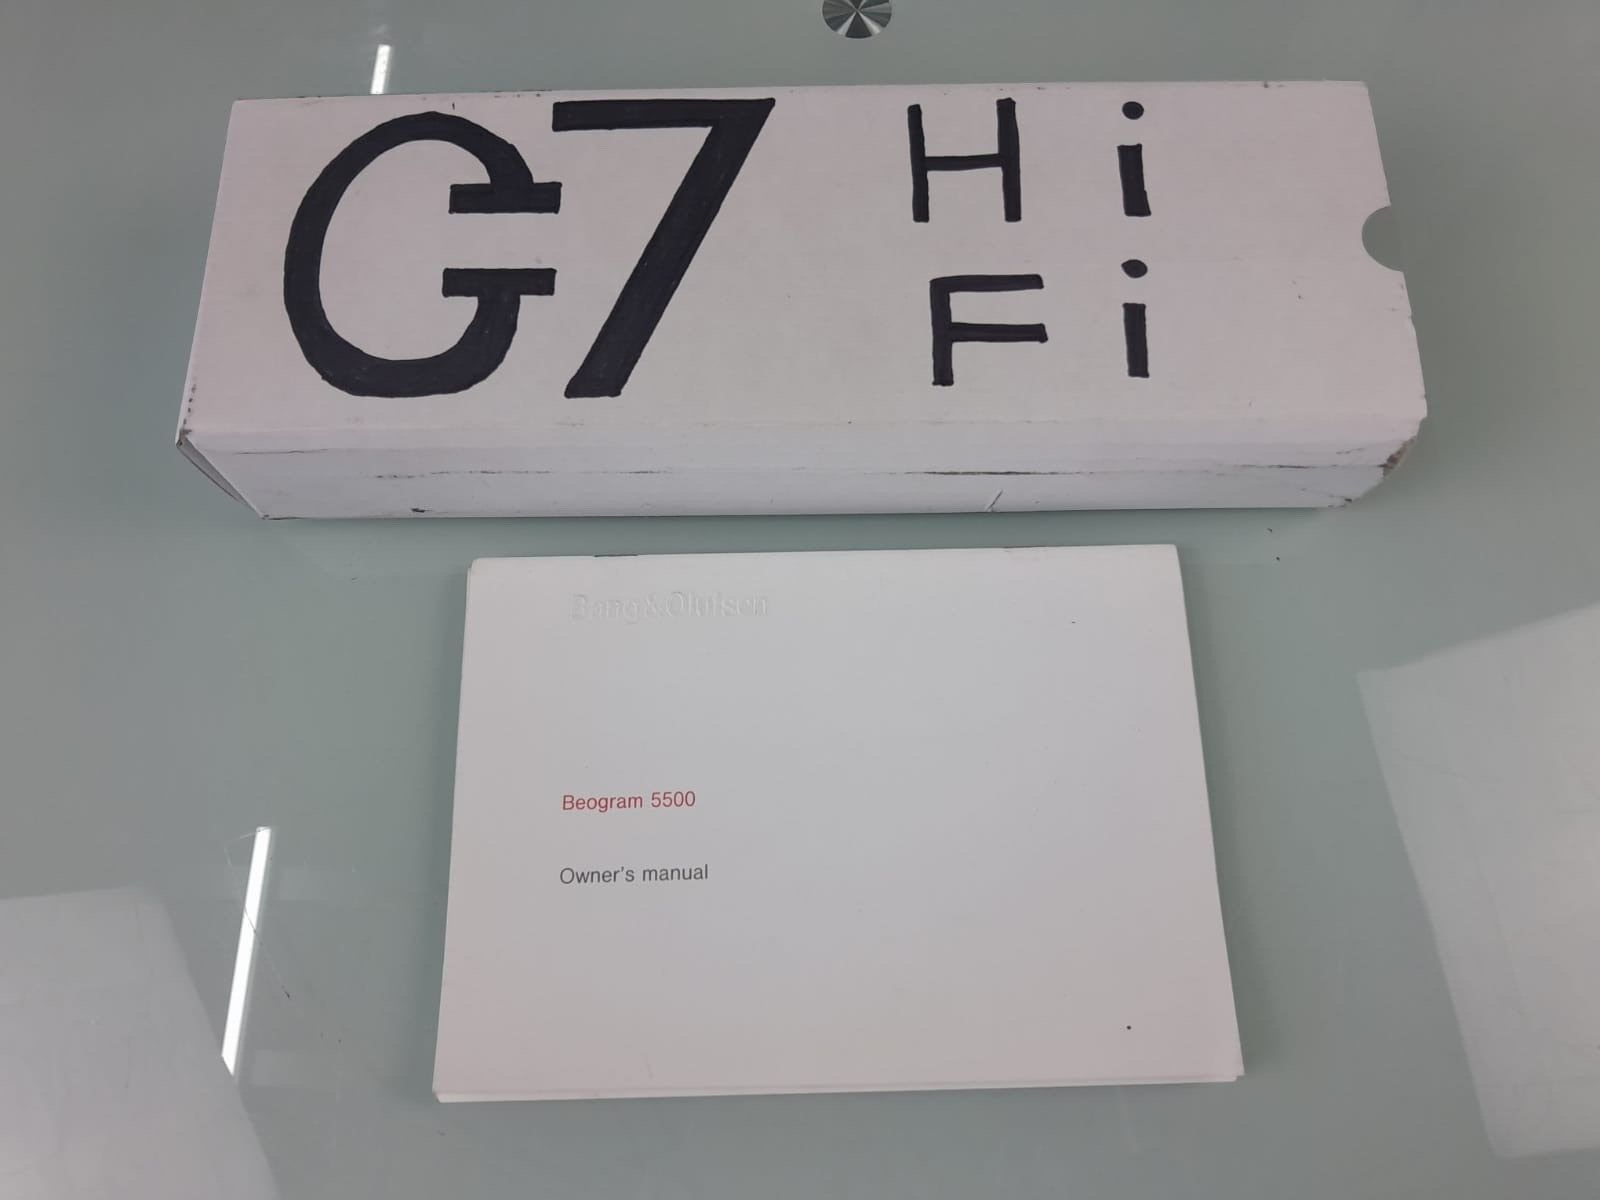 G7 Hi
Fi
Bang & Olufsen
Beogram 5500
Owner's manual